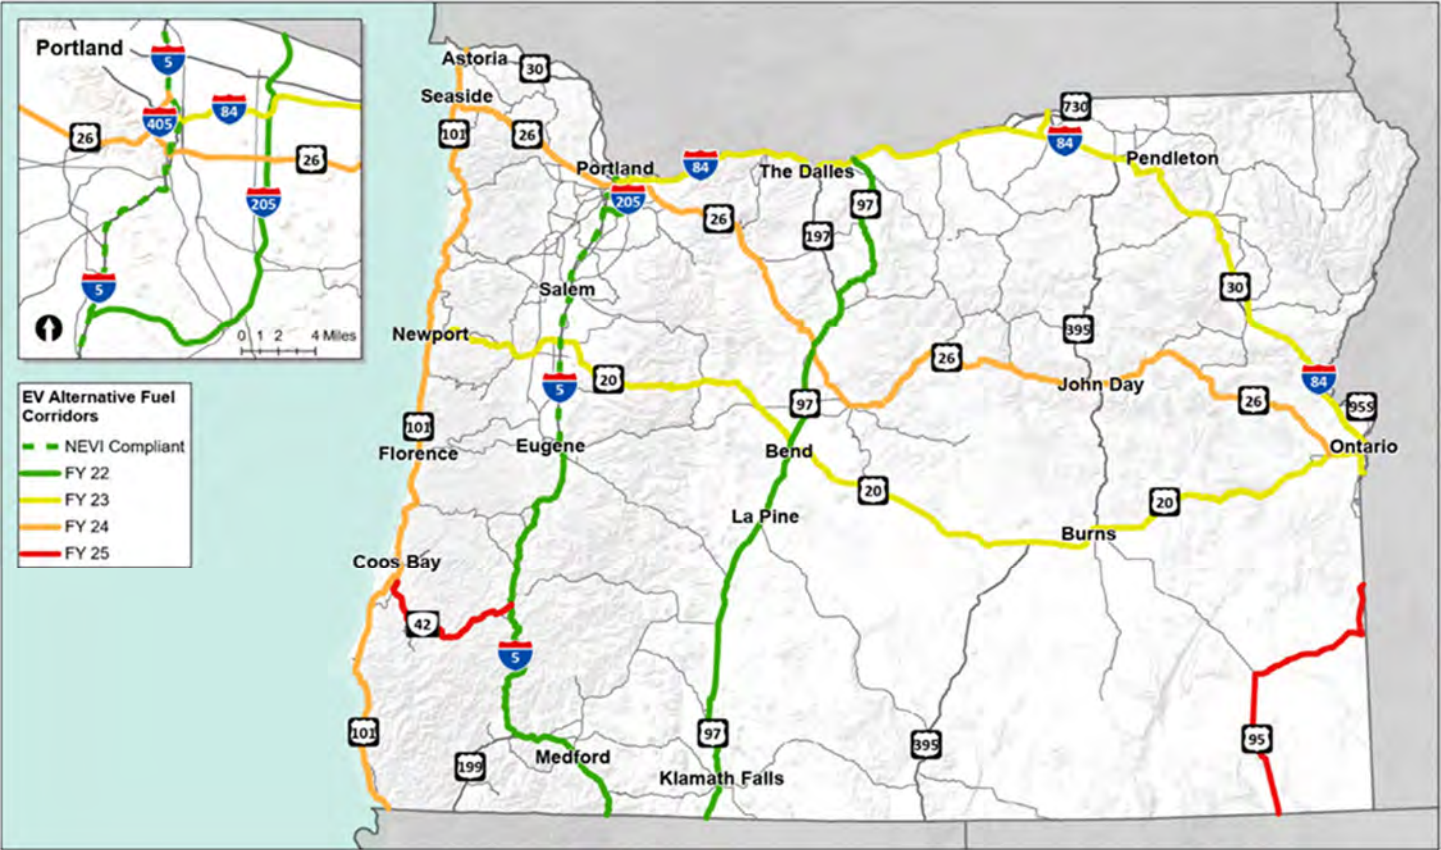 Portland
5
405
84
26
26
205
5
0 1 2 4 Miles
EV Alternative Fuel
Corridors
NEVI Compliant
FY 22
FY 23
FY 24
FY 25
Astoria
30
Seaside
101
26
730
84
Pendleton
Portland
84
The Dalles
205
97
26
197
Salem
30
Newport
395
26
5
20
John Day
84
97
26
95S
101
Florence
Eugene
Bend
Ontario
20
20
La Pine
Burns
Coos Bay
42
5
101
97
395
95
Medford
199
Klamath Falls